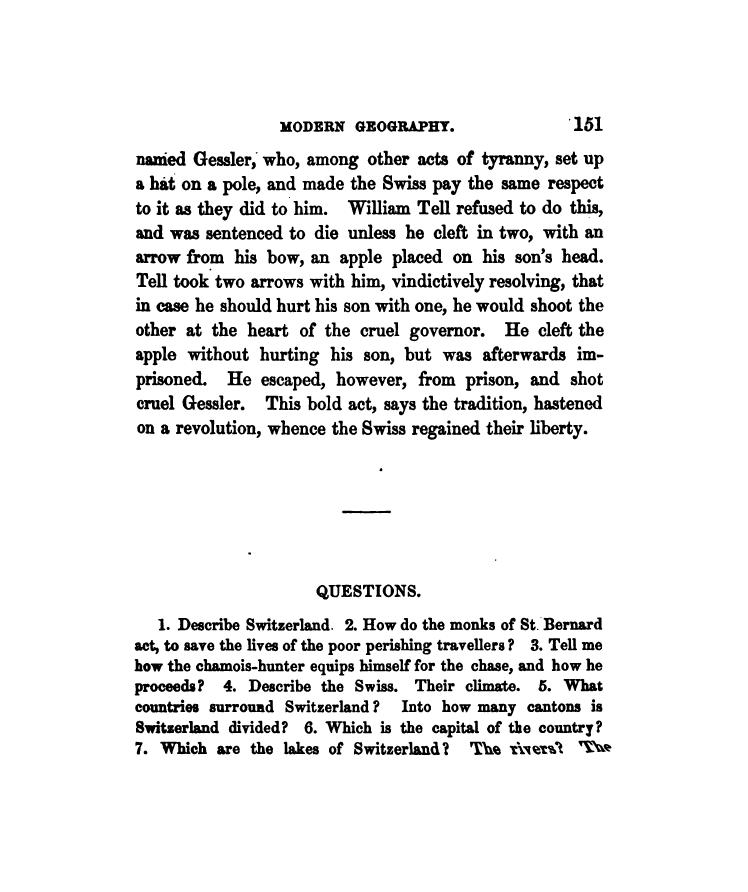 MODERN GEOGRAPHY. 151
named Gessler, who, among other acts of tyranny, set up
a hat on a pole, and made the Swiss pay the same respect
to it as they did to him. William Tell refused to do this,
and was sentenced to die unless he cleft in two, with an
arrow from his bow, an apple placed on his son's head.
Tell took two arrows with him, vindictively resolving, that
in case he should hurt his son with one, he would shoot the
other at the heart of the cruel governor. He cleft the
apple without hurting his son, but was afterwards im-
prisoned. He escaped, however, from prison, and shot
cruel Gessler. This bold act, says the tradition, hastened
on a revolution, whence the Swiss regained their liberty.
QUESTIONS.
1. Describe Switzerland. 2. How do the monks of St. Bernard
act, to save the lives of the poor perishing travellers? 3. Tell me
how the chamois-hunter equips himself for the chase, and how he
proceeds? 4. Describe the Swiss. Their climate. 5. What
countries surround Switzerland? Into how many cantons is
Switzerland divided? 6. Which is the capital of the country?
7. Which are the lakes of Switzerland? The rivers? The